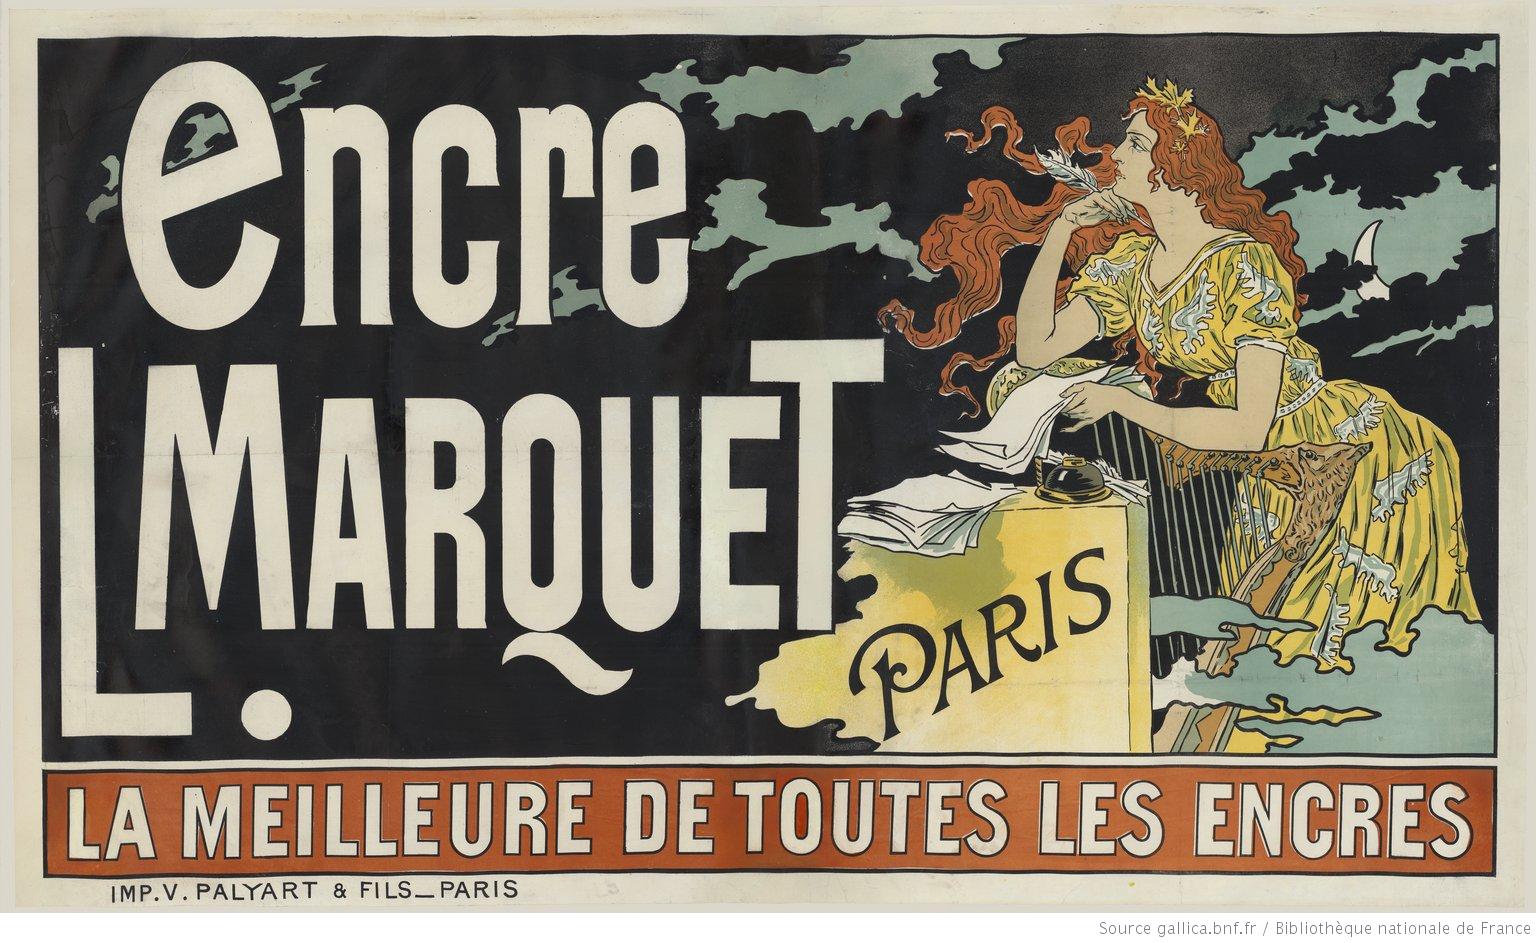 encre
L. MARQUET
PARIS
LA MEILLEURE DE TOUTES LES ENCRES
IMP. V. PALYART & FILS_PARIS
Source gallica.bnf.fr / Bibliothèque nationale de France